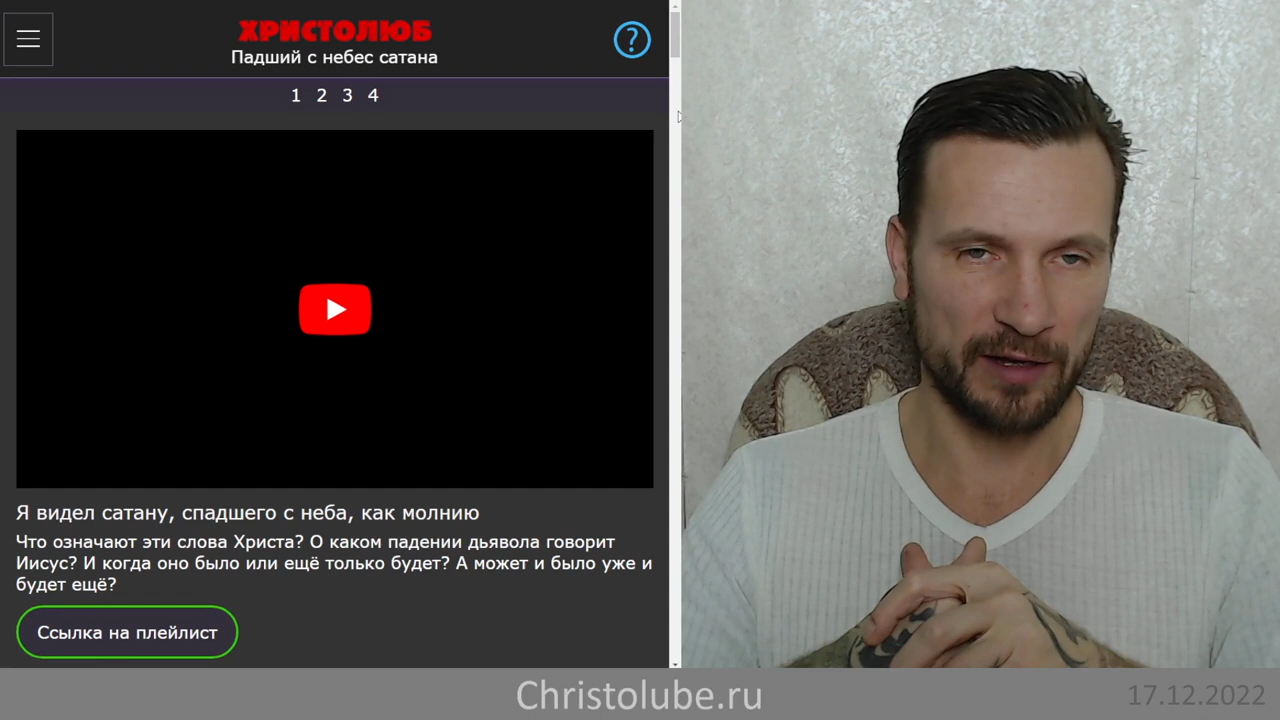 ХРИСТОЛЮБ
Падший с небес сатана
?
1 2 3 4
Я видел сатану, спадшего с неба, как молнию
Что означают эти слова Христа? О каком падении дьявола говорит
Иисус? И когда оно было или ещё только будет? А может и было уже и
будет ещё?
Ссылка на плейлист
Christolube.ru
17.12.2022